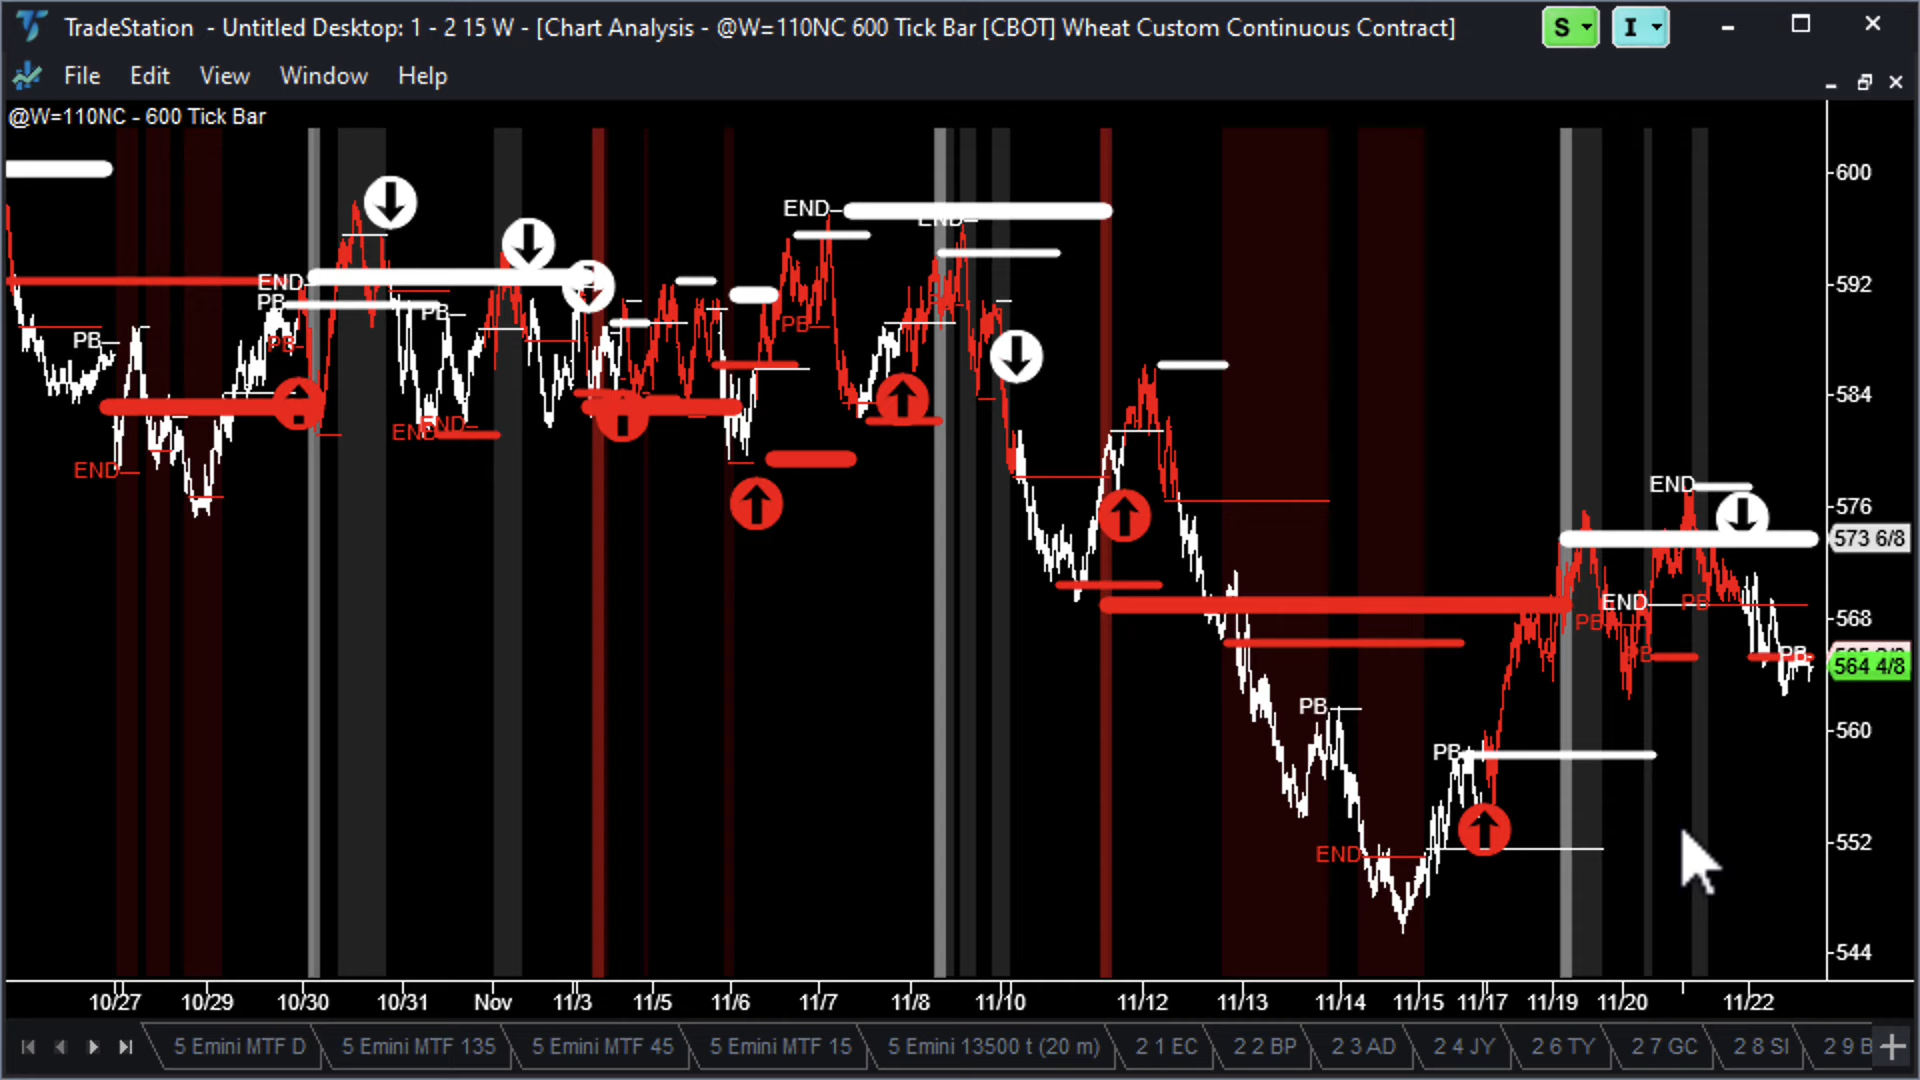 TradeStation - Untitled Desktop: 1 - 2 15 W - [Chart Analysis - @W=110NC 600 Tick Bar [CBOT] Wheat Custom Continuous Contract]
S I
File Edit View Window Help
@W=110NC - 600 Tick Bar
600
END
END
592
END
PB
PB
PB
PB
PB
584
END
END
END
END
576
573 6/8
END
PB
PB
568
PB
PB
564 4/8
PB
560
PB
END
552
544
10/27 10/29 10/30 10/31 Nov 11/3 11/5 11/6 11/7 11/8 11/10 11/12 11/13 11/14 11/15 11/17 11/19 11/20 11/22
5 Emini MTF D 5 Emini MTF 135 5 Emini MTF 45 5 Emini MTF 15 5 Emini 13500 t (20 m) 2 1 EC 2 2 BP 2 3 AD 2 4 JY 2 6 TY 2 7 GC 2 8 SI 2 9 B